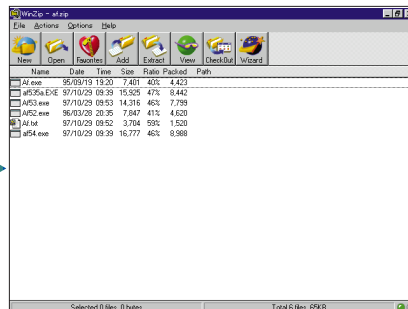 WinZip - af.zip
File Actions Options Help
New Open Favorites Add Extract View CheckOut Wizard
Name Date Time Size Ratio Packed Path
Af.exe 95/09/19 19:20 7,401 40% 4,423
af535a.EXE 97/10/29 09:39 15,925 47% 8,442
Af53.exe 97/10/29 09:53 14,316 46% 7,799
Af52.exe 96/03/28 20:35 7,847 41% 4,620
Af.txt 97/10/29 09:52 3,704 59% 1,520
af54.exe 97/10/29 09:39 16,777 46% 8,988
Selected 0 files, 0 bytes Total 6 files, 65KB